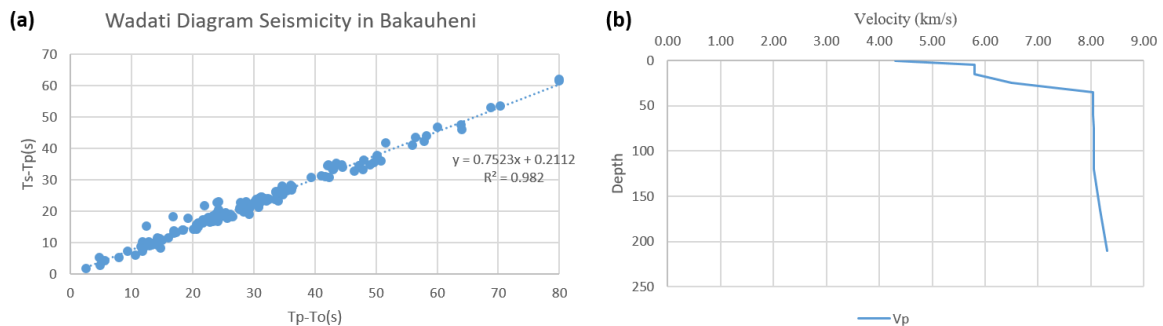 (a)
Wadati Diagram Seismicity in Bakauheni
Ts-Tp(s)
70
60
50
40
30
20
10
0
y = 0.7523x + 0.2112
R² = 0.982
0 10 20 30 40 50 60 70 80
Tp-To(s)
(b)
Velocity (km/s)
0.00 1.00 2.00 3.00 4.00 5.00 6.00 7.00 8.00 9.00
Depth
0
50
100
150
200
250
Vp